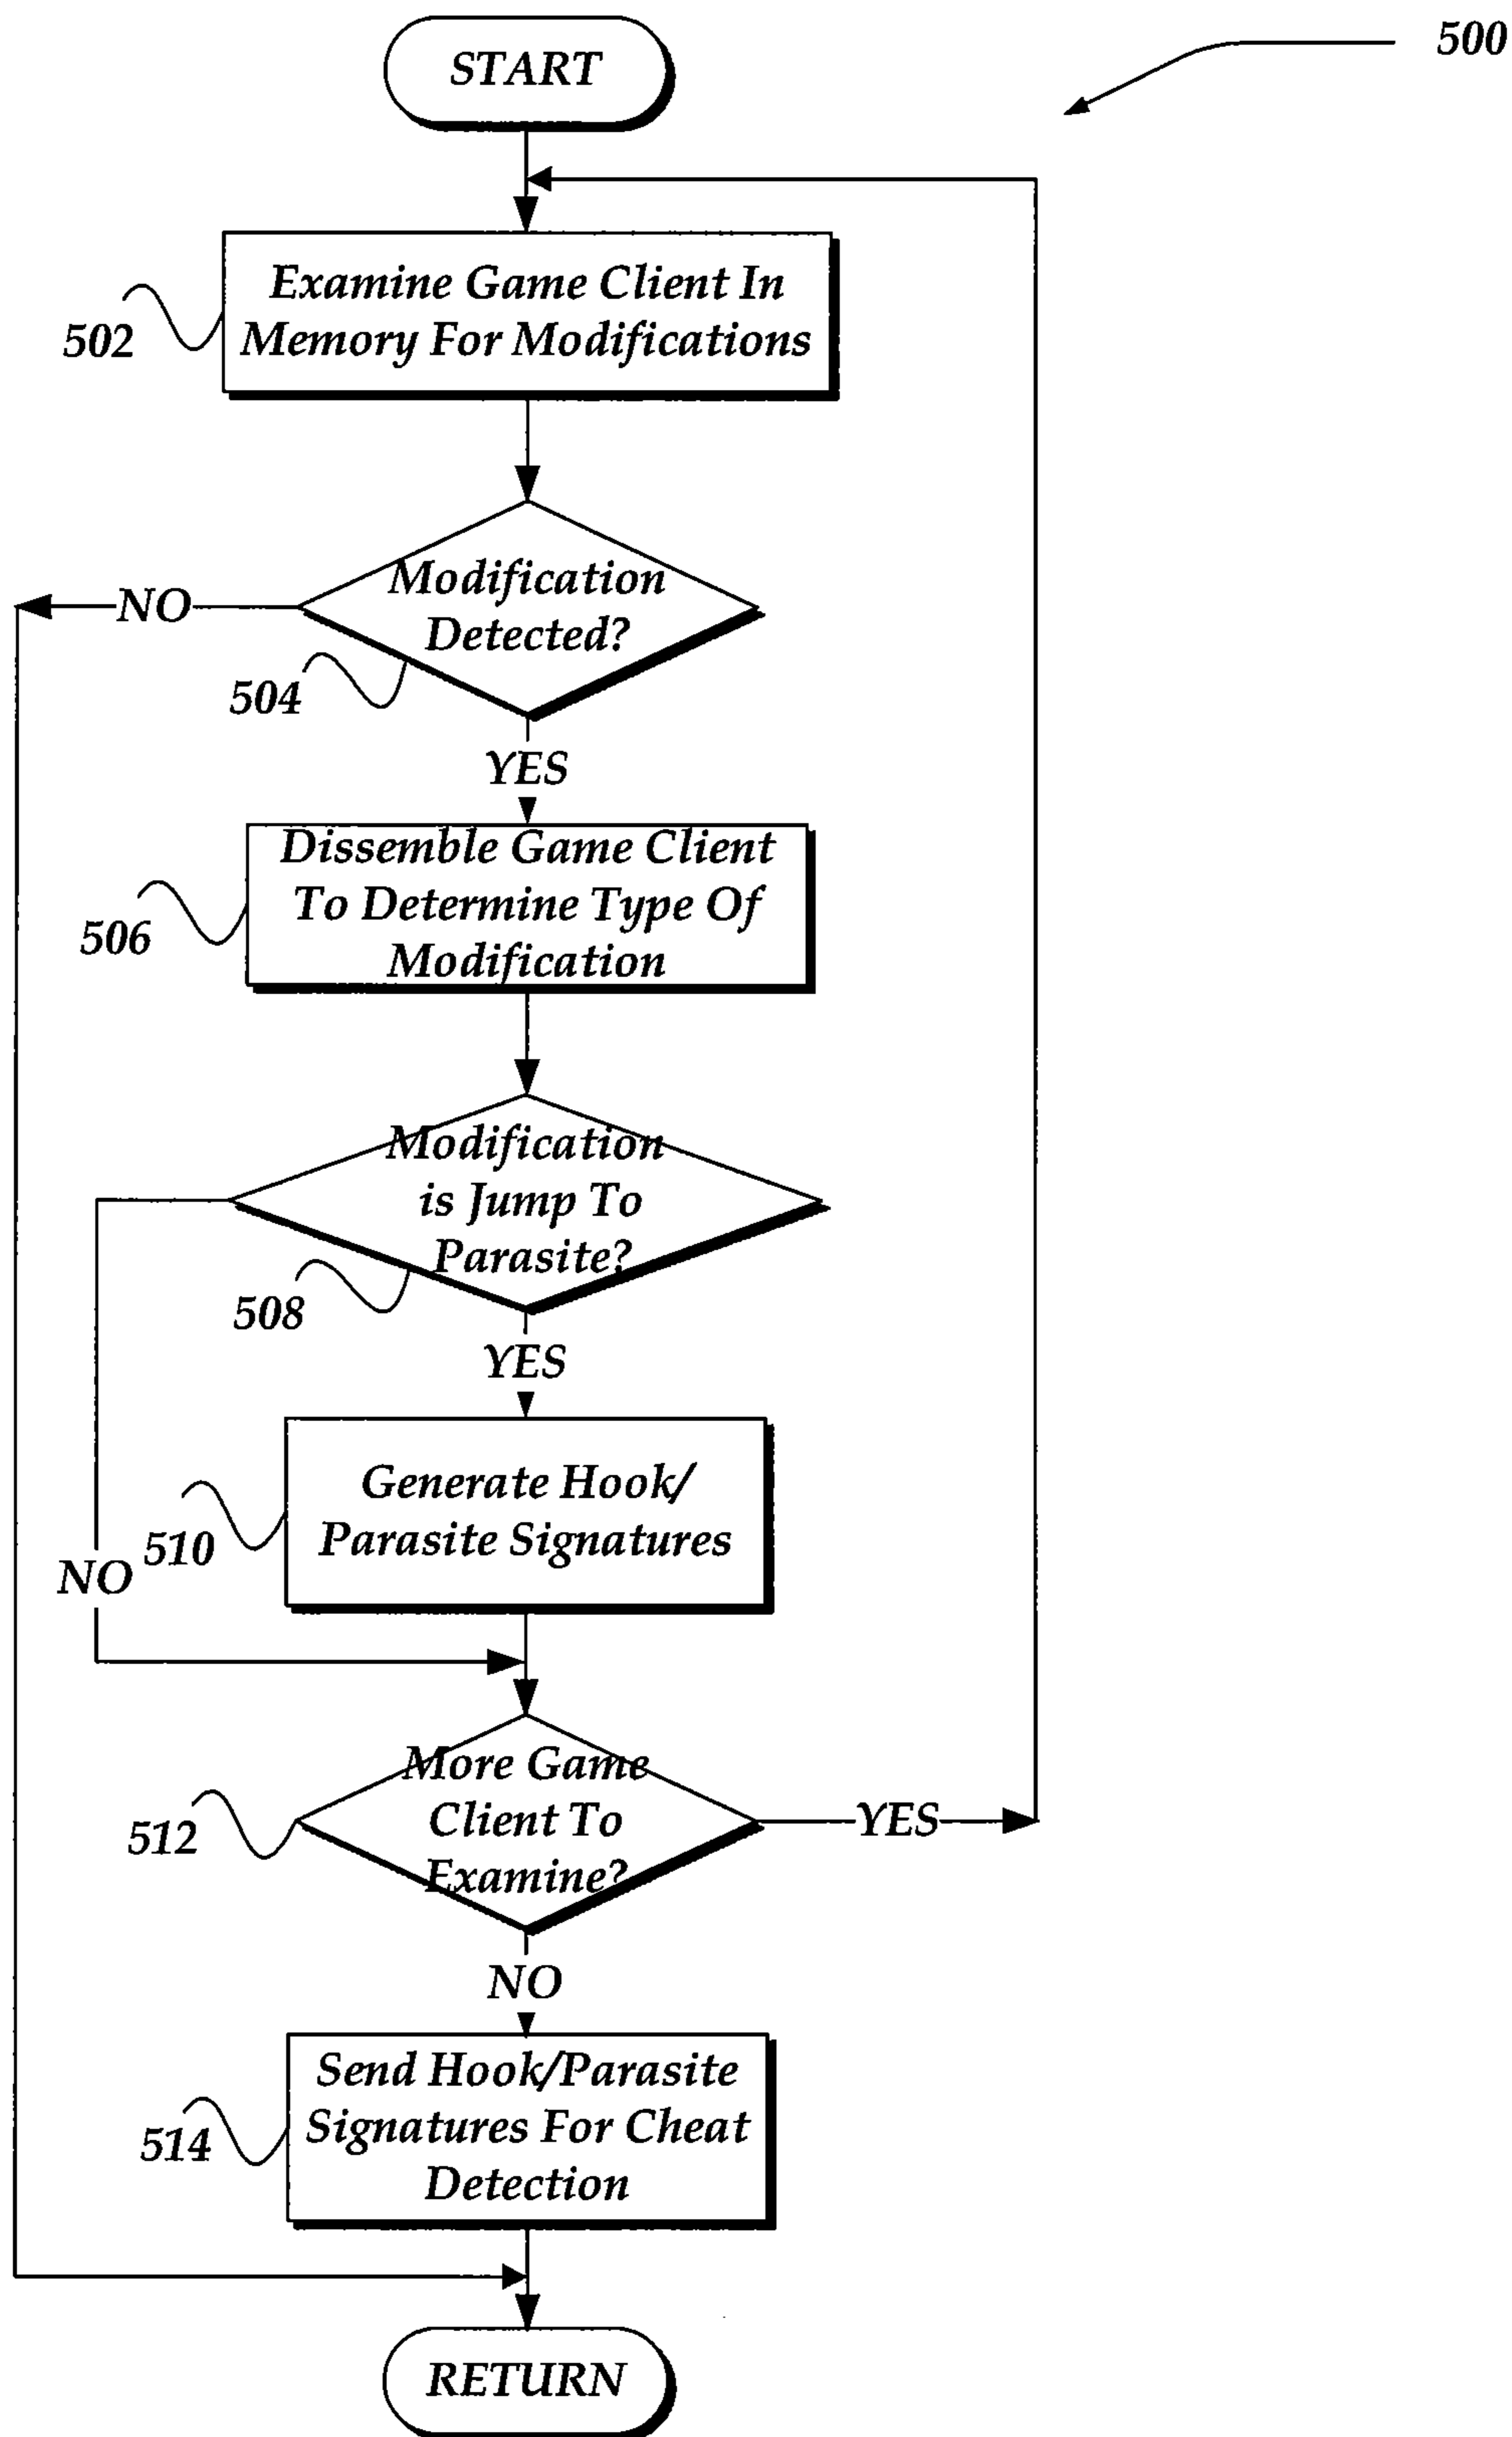 START
500
Examine Game Client In
Memory For Modifications
502
Modification
Detected?
NO
504
YES
Dissemble Game Client
To Determine Type Of
Modification
506
Modification
is Jump To
Parasite?
508
YES
Generate Hook/
Parasite Signatures
510
NO
More Game
Client To
Examine?
512
YES
NO
Send Hook/Parasite
Signatures For Cheat
Detection
514
RETURN